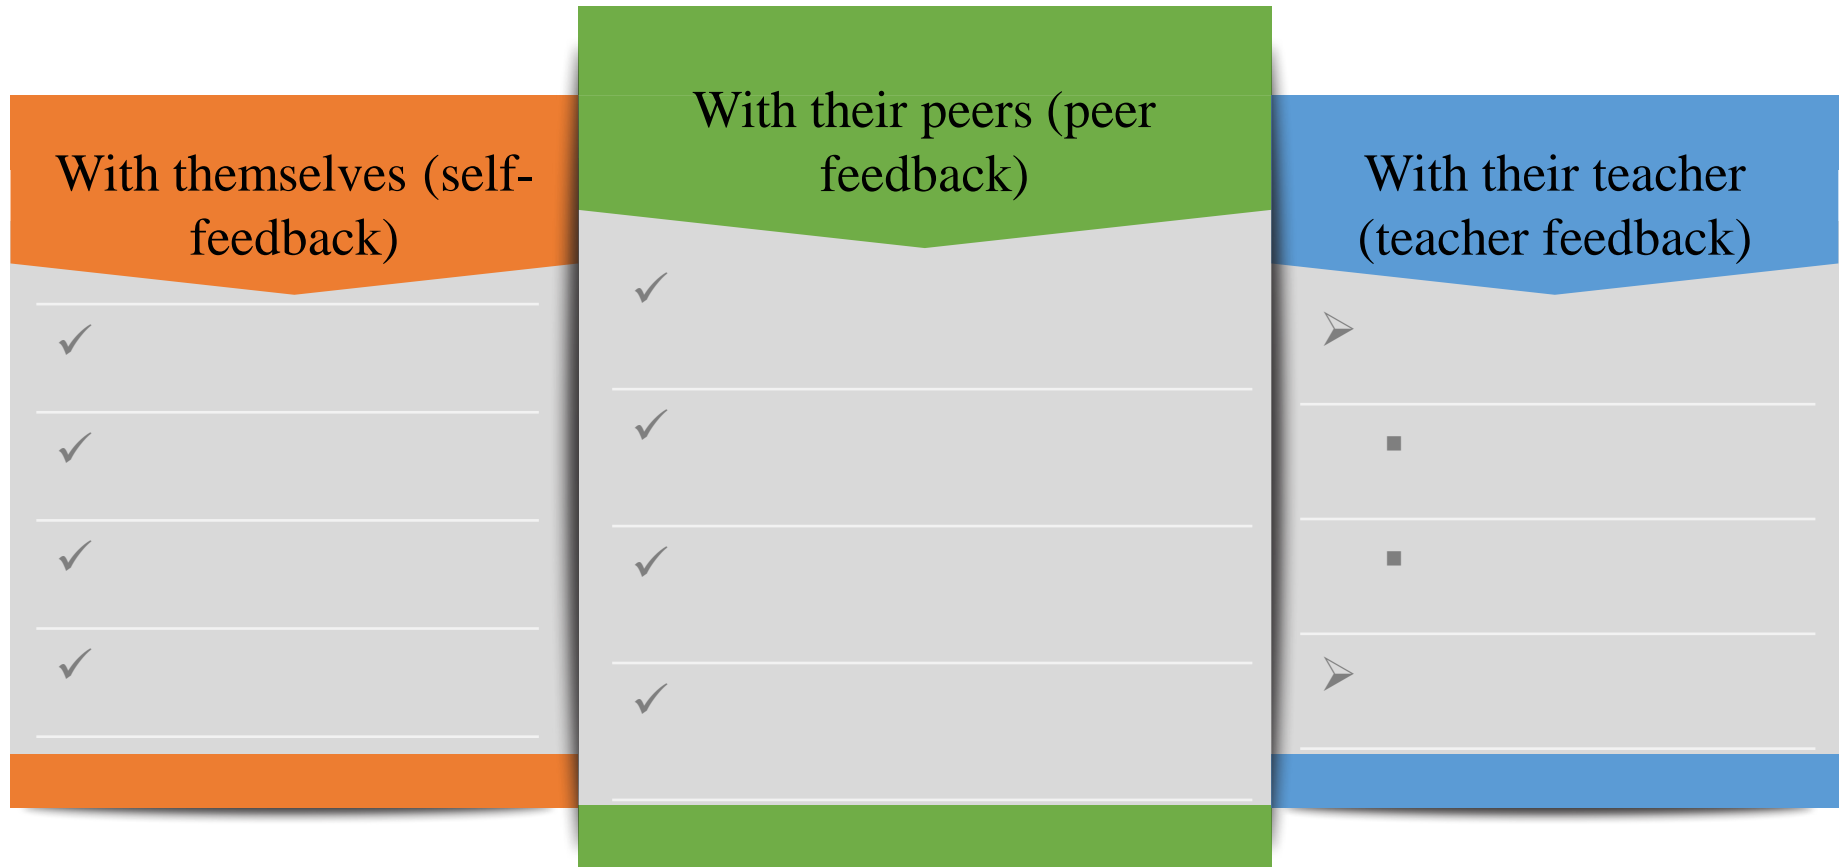 With themselves (self-
feedback)
With their peers (peer
feedback)
With their teacher
(teacher feedback)